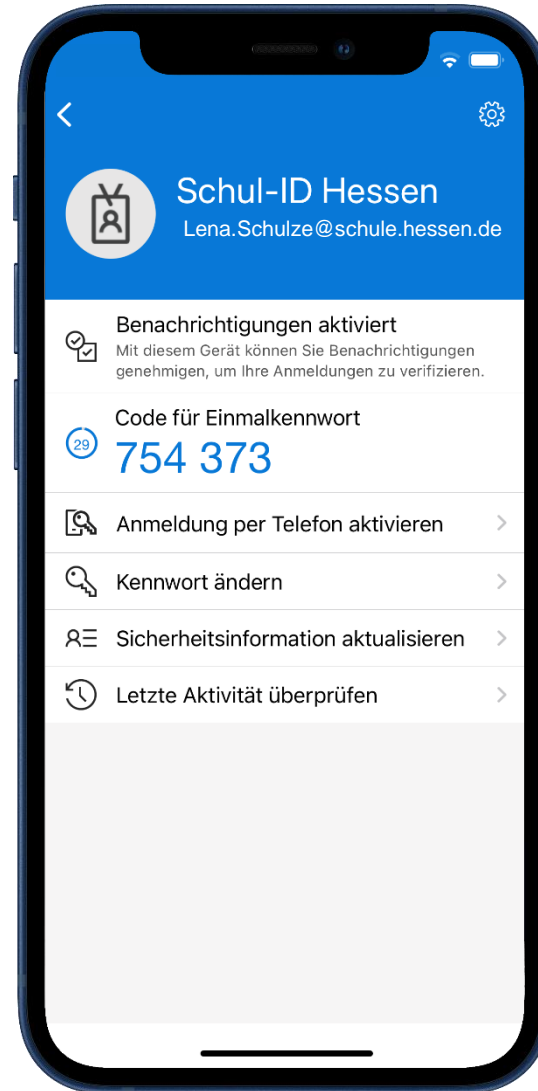 Schul-ID Hessen
Lena.Schulze@schule.hessen.de
Benachrichtigungen aktiviert
Mit diesem Gerät können Sie Benachrichtigungen
genehmigen, um Ihre Anmeldungen zu verifizieren.
Code für Einmalkennwort
29
754 373
Anmeldung per Telefon aktivieren
Kennwort ändern
Sicherheitsinformation aktualisieren
Letzte Aktivität überprüfen